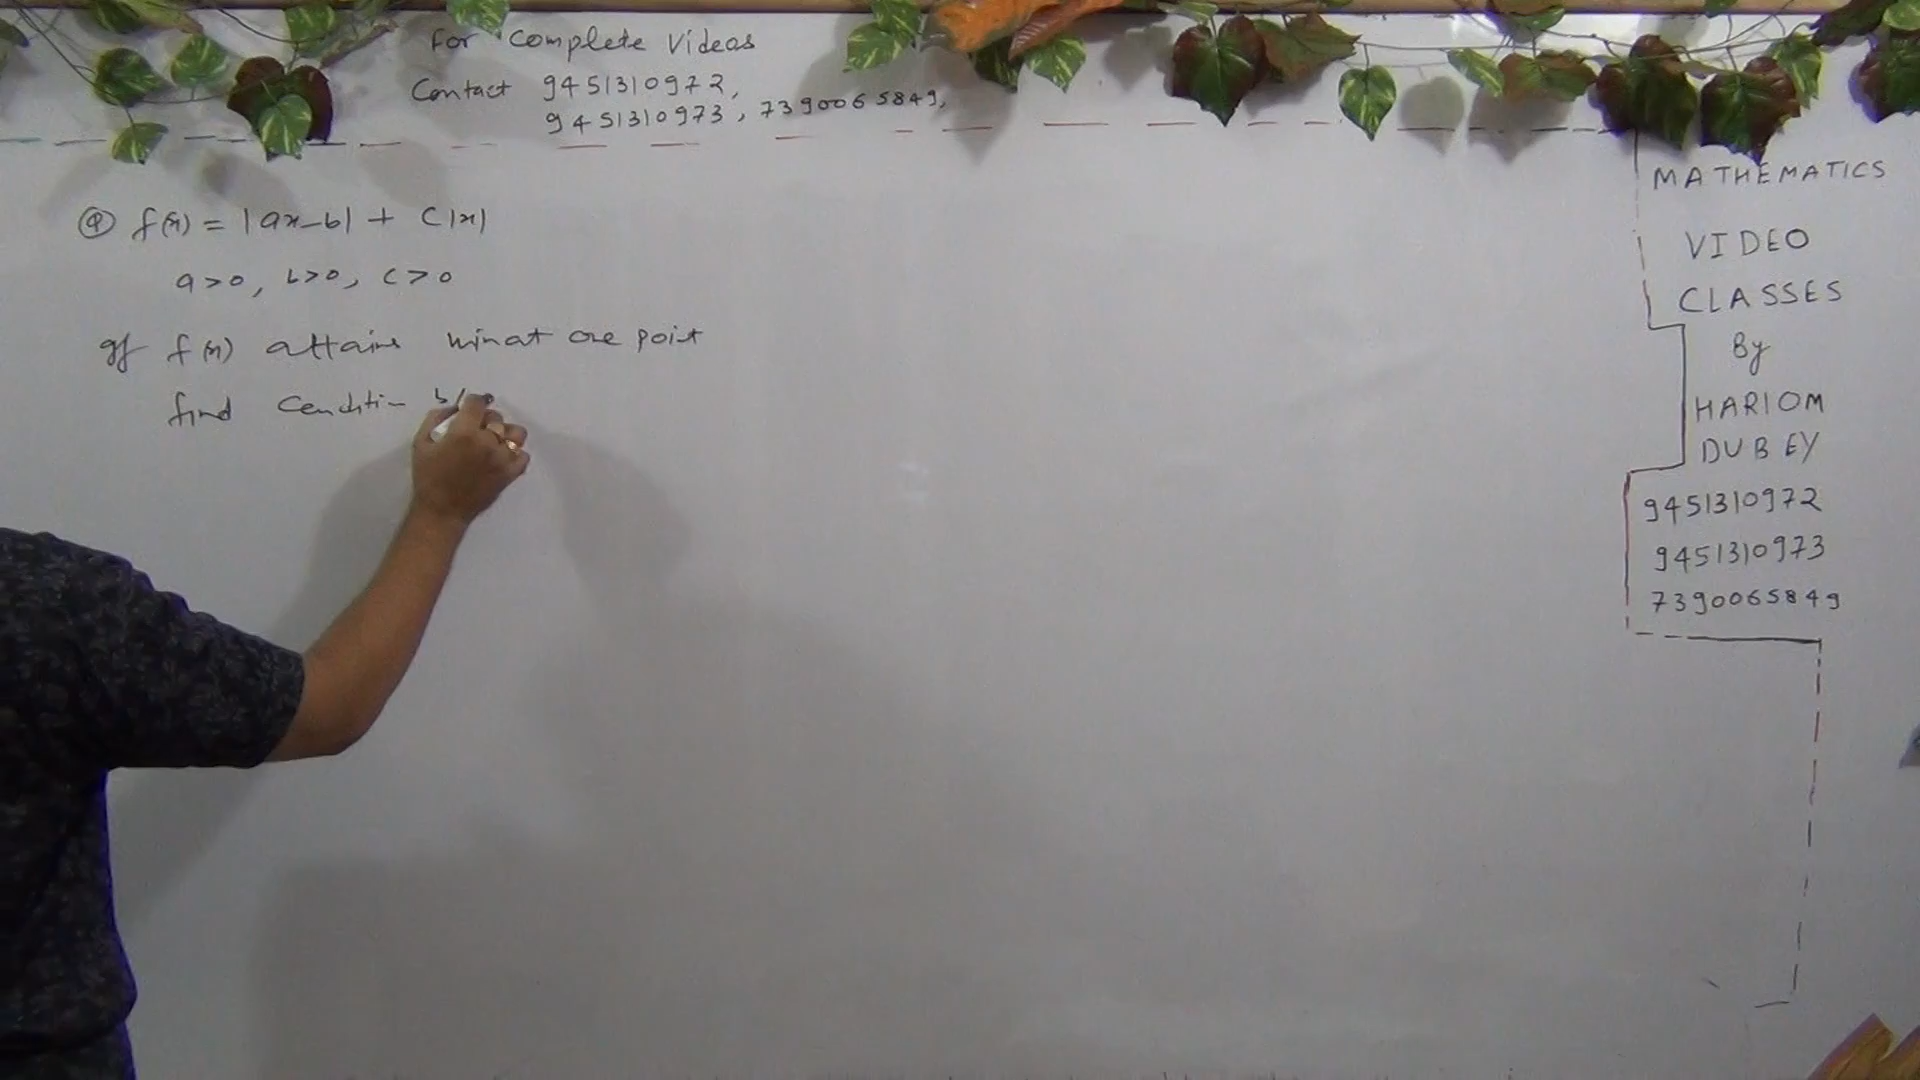 For Complete Videos
Contact 9451310972,
9451310973, 7390065849,
Q f(x) = |ax-b| + c|x|
a>0, b>0, c>0
If f(x) attains min at one point
find Condition b/
MATHEMATICS
VIDEO
CLASSES
By
HARIOM
DUBEY
9451310972
9451310973
7390065849